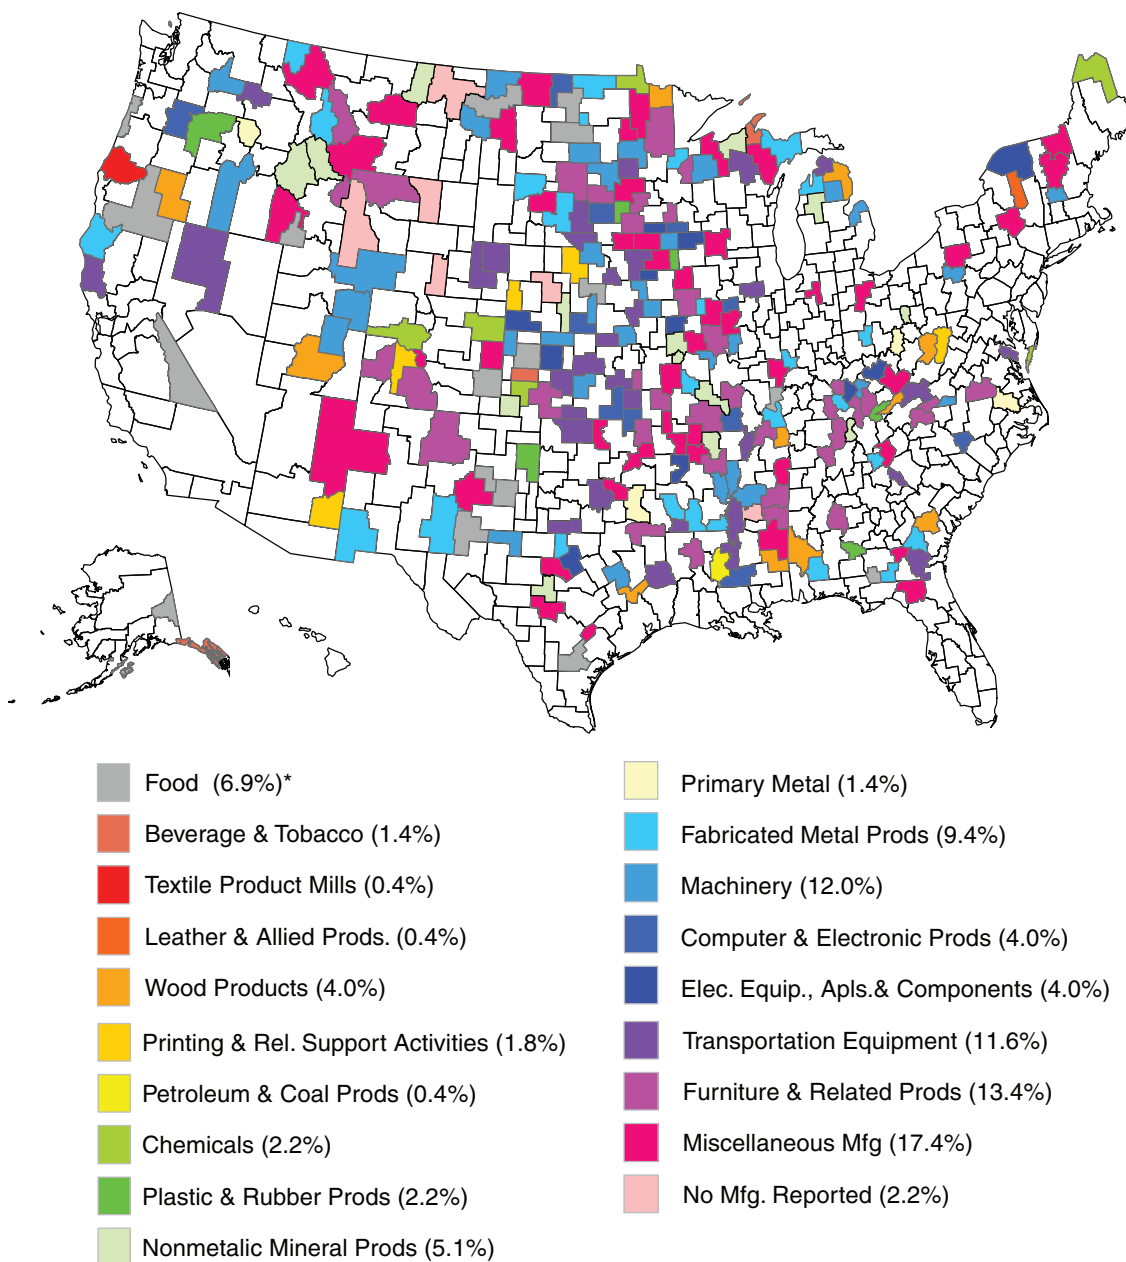 Food (6.9%)*
Beverage & Tobacco (1.4%)
Textile Product Mills (0.4%)
Leather & Allied Prods. (0.4%)
Wood Products (4.0%)
Printing & Rel. Support Activities (1.8%)
Petroleum & Coal Prods (0.4%)
Chemicals (2.2%)
Plastic & Rubber Prods (2.2%)
Nonmetalic Mineral Prods (5.1%)
Primary Metal (1.4%)
Fabricated Metal Prods (9.4%)
Machinery (12.0%)
Computer & Electronic Prods (4.0%)
Elec. Equip., Apls.& Components (4.0%)
Transportation Equipment (11.6%)
Furniture & Related Prods (13.4%)
Miscellaneous Mfg (17.4%)
No Mfg. Reported (2.2%)